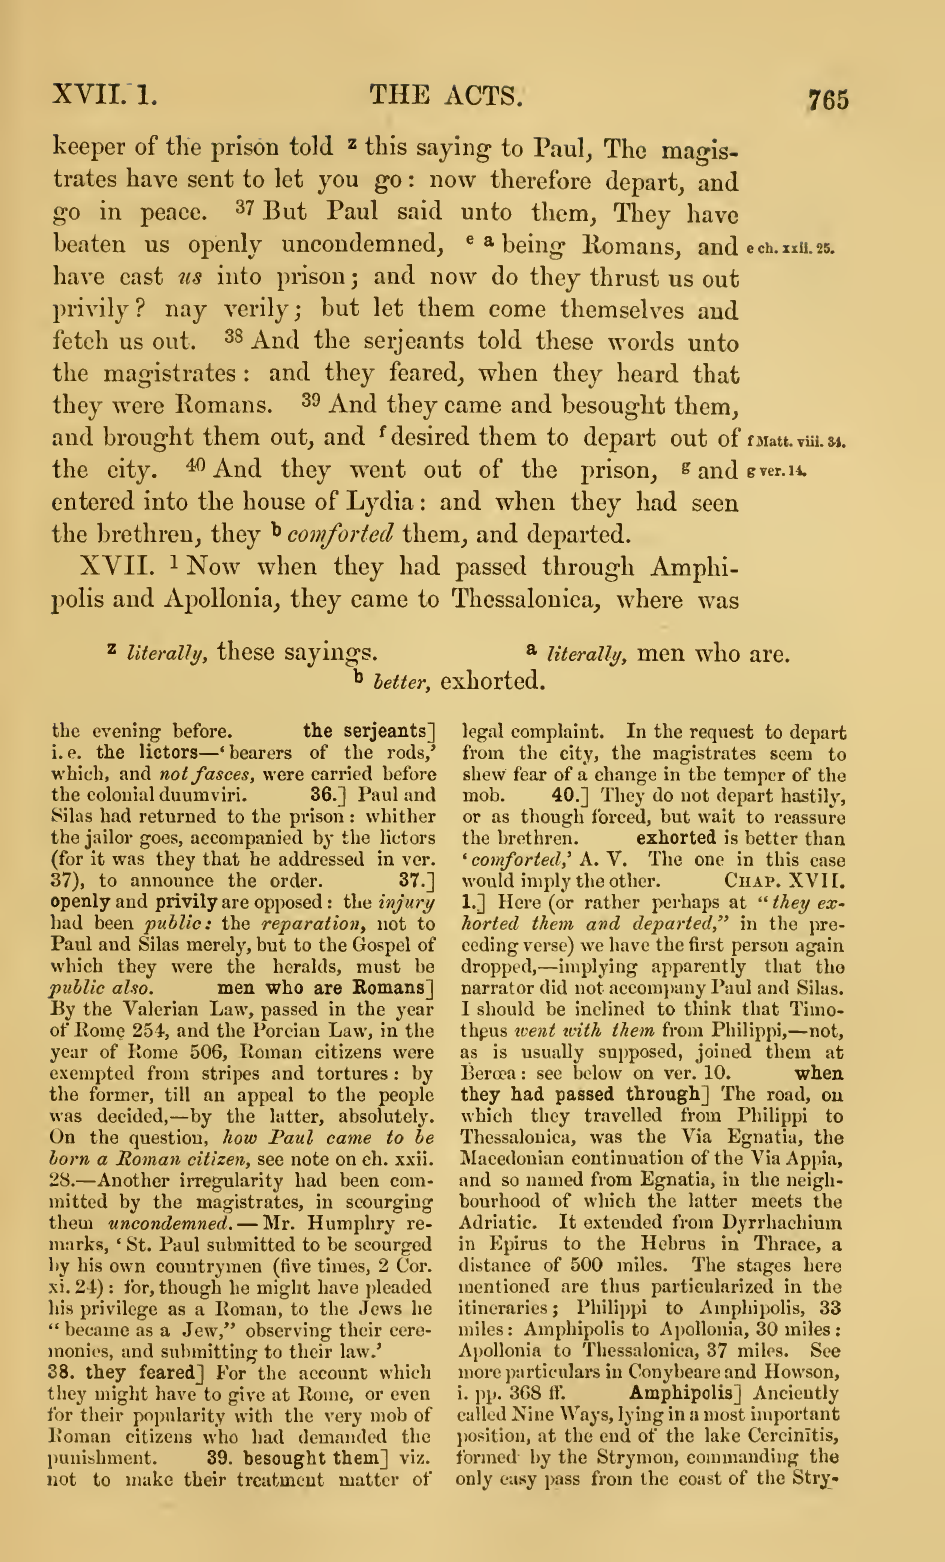 XVII. 1.
THE ACTS.
765
keeper of the prison told z this saying to Paul, The magis-
trates have sent to let you go: now therefore depart, and
go in peace. 37 But Paul said unto them, They have
beaten us openly uncondemned, e a being Romans, and
e ch. xxii. 25.
have cast us into prison; and now do they thrust us out
privily? nay verily; but let them come themselves and
fetch us out. 38 And the serjeants told these words unto
the magistrates: and they feared, when they heard that
they were Romans. 39 And they came and besought them,
and brought them out, and f desired them to depart out of
f Matt. viii. 34.
the city. 40 And they went out of the prison, g and
g ver. 14.
entered into the house of Lydia: and when they had seen
the brethren, they b comforted them, and departed.
XVII. 1 Now when they had passed through Amphi-
polis and Apollonia, they came to Thessalonica, where was
z literally, these sayings.
a literally, men who are.
b better, exhorted.
the evening before. the serjeants]
i. e. the lictors—‘bearers of the rods,’
which, and not fasces, were carried before
the colonial duumviri. 36.] Paul and
Silas had returned to the prison: whither
the jailor goes, accompanied by the lictors
(for it was they that he addressed in ver.
37), to announce the order. 37.]
openly and privily are opposed: the injury
had been public: the reparation, not to
Paul and Silas merely, but to the Gospel of
which they were the heralds, must be
public also. men who are Romans]
By the Valerian Law, passed in the year
of Rome 254, and the Porcian Law, in the
year of Rome 506, Roman citizens were
exempted from stripes and tortures: by
the former, till an appeal to the people
was decided,—by the latter, absolutely.
On the question, how Paul came to be
born a Roman citizen, see note on ch. xxii.
28.—Another irregularity had been com-
mitted by the magistrates, in scourging
them uncondemned.—Mr. Humphry re-
marks, ‘St. Paul submitted to be scourged
by his own countrymen (five times, 2 Cor.
xi. 24): for, though he might have pleaded
his privilege as a Roman, to the Jews he
“became as a Jew,” observing their cere-
monies, and submitting to their law.’
38. they feared] For the account which
they might have to give at Rome, or even
for their popularity with the very mob of
Roman citizens who had demanded the
punishment. 39. besought them] viz.
not to make their treatment matter of
legal complaint. In the request to depart
from the city, the magistrates seem to
shew fear of a change in the temper of the
mob. 40.] They do not depart hastily,
or as though forced, but wait to reassure
the brethren. exhorted is better than
‘comforted,’ A. V. The one in this case
would imply the other. CHAP. XVII.
1.] Here (or rather perhaps at “they ex-
horted them and departed,” in the pre-
ceding verse) we have the first person again
dropped,—implying apparently that the
narrator did not accompany Paul and Silas.
I should be inclined to think that Timo-
theus went with them from Philippi,—not,
as is usually supposed, joined them at
Berœa: see below on ver. 10. when
they had passed through] The road, on
which they travelled from Philippi to
Thessalonica, was the Via Egnatia, the
Macedonian continuation of the Via Appia,
and so named from Egnatia, in the neigh-
bourhood of which the latter meets the
Adriatic. It extended from Dyrrhachium
in Epirus to the Hebrus in Thrace, a
distance of 500 miles. The stages here
mentioned are thus particularized in the
itineraries; Philippi to Amphipolis, 33
miles: Amphipolis to Apollonia, 30 miles:
Apollonia to Thessalonica, 37 miles. See
more particulars in Conybeare and Howson,
i. pp. 368 ff. Amphipolis] Anciently
called Nine Ways, lying in a most important
position, at the end of the lake Cercinītis,
formed by the Strymon, commanding the
only easy pass from the coast of the Stry-